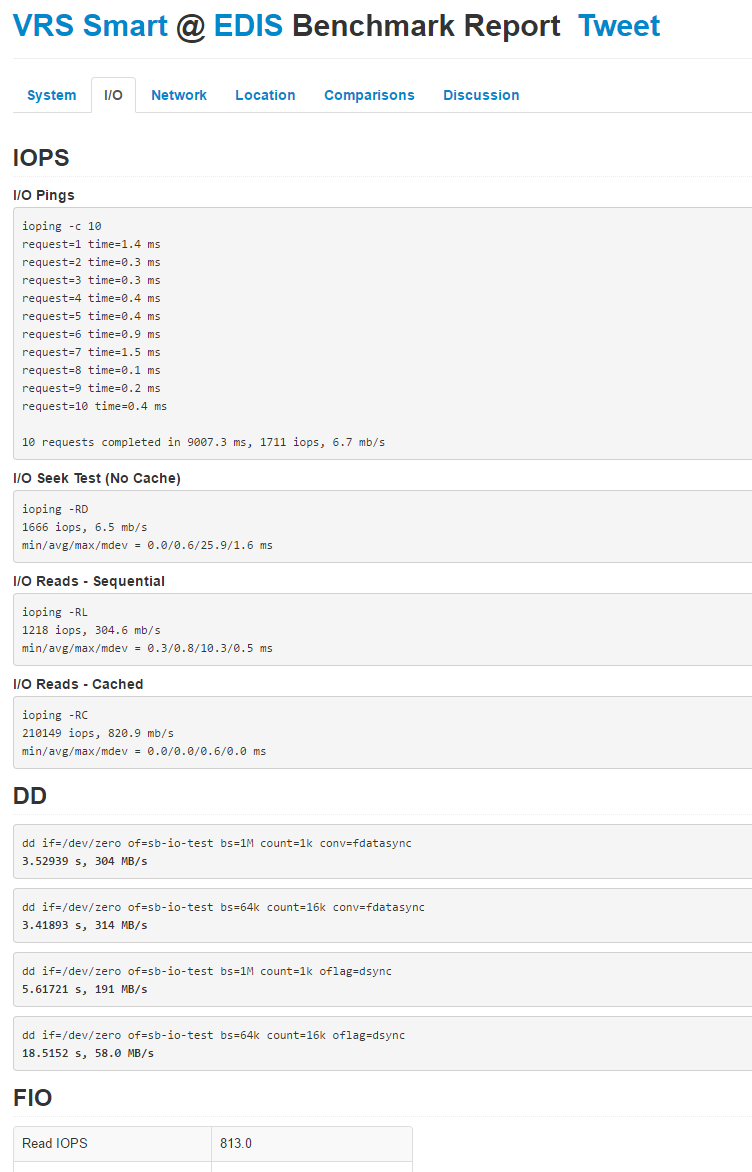 VRS Smart @ EDIS Benchmark Report Tweet
System I/O Network Location Comparisons Discussion
IOPS
I/O Pings
ioping -c 10
request=1 time=1.4 ms
request=2 time=0.3 ms
request=3 time=0.3 ms
request=4 time=0.4 ms
request=5 time=0.4 ms
request=6 time=0.9 ms
request=7 time=1.5 ms
request=8 time=0.1 ms
request=9 time=0.2 ms
request=10 time=0.4 ms
10 requests completed in 9007.3 ms, 1711 iops, 6.7 mb/s
I/O Seek Test (No Cache)
ioping -RD
1666 iops, 6.5 mb/s
min/avg/max/mdev = 0.0/0.6/25.9/1.6 ms
I/O Reads - Sequential
ioping -RL
1218 iops, 304.6 mb/s
min/avg/max/mdev = 0.3/0.8/10.3/0.5 ms
I/O Reads - Cached
ioping -RC
210149 iops, 820.9 mb/s
min/avg/max/mdev = 0.0/0.0/0.6/0.0 ms
DD
dd if=/dev/zero of=sb-io-test bs=1M count=1k conv=fdatasync
3.52939 s, 304 MB/s
dd if=/dev/zero of=sb-io-test bs=64k count=16k conv=fdatasync
3.41893 s, 314 MB/s
dd if=/dev/zero of=sb-io-test bs=1M count=1k oflag=dsync
5.61721 s, 191 MB/s
dd if=/dev/zero of=sb-io-test bs=64k count=16k oflag=dsync
18.5152 s, 58.0 MB/s
FIO
Read IOPS 813.0